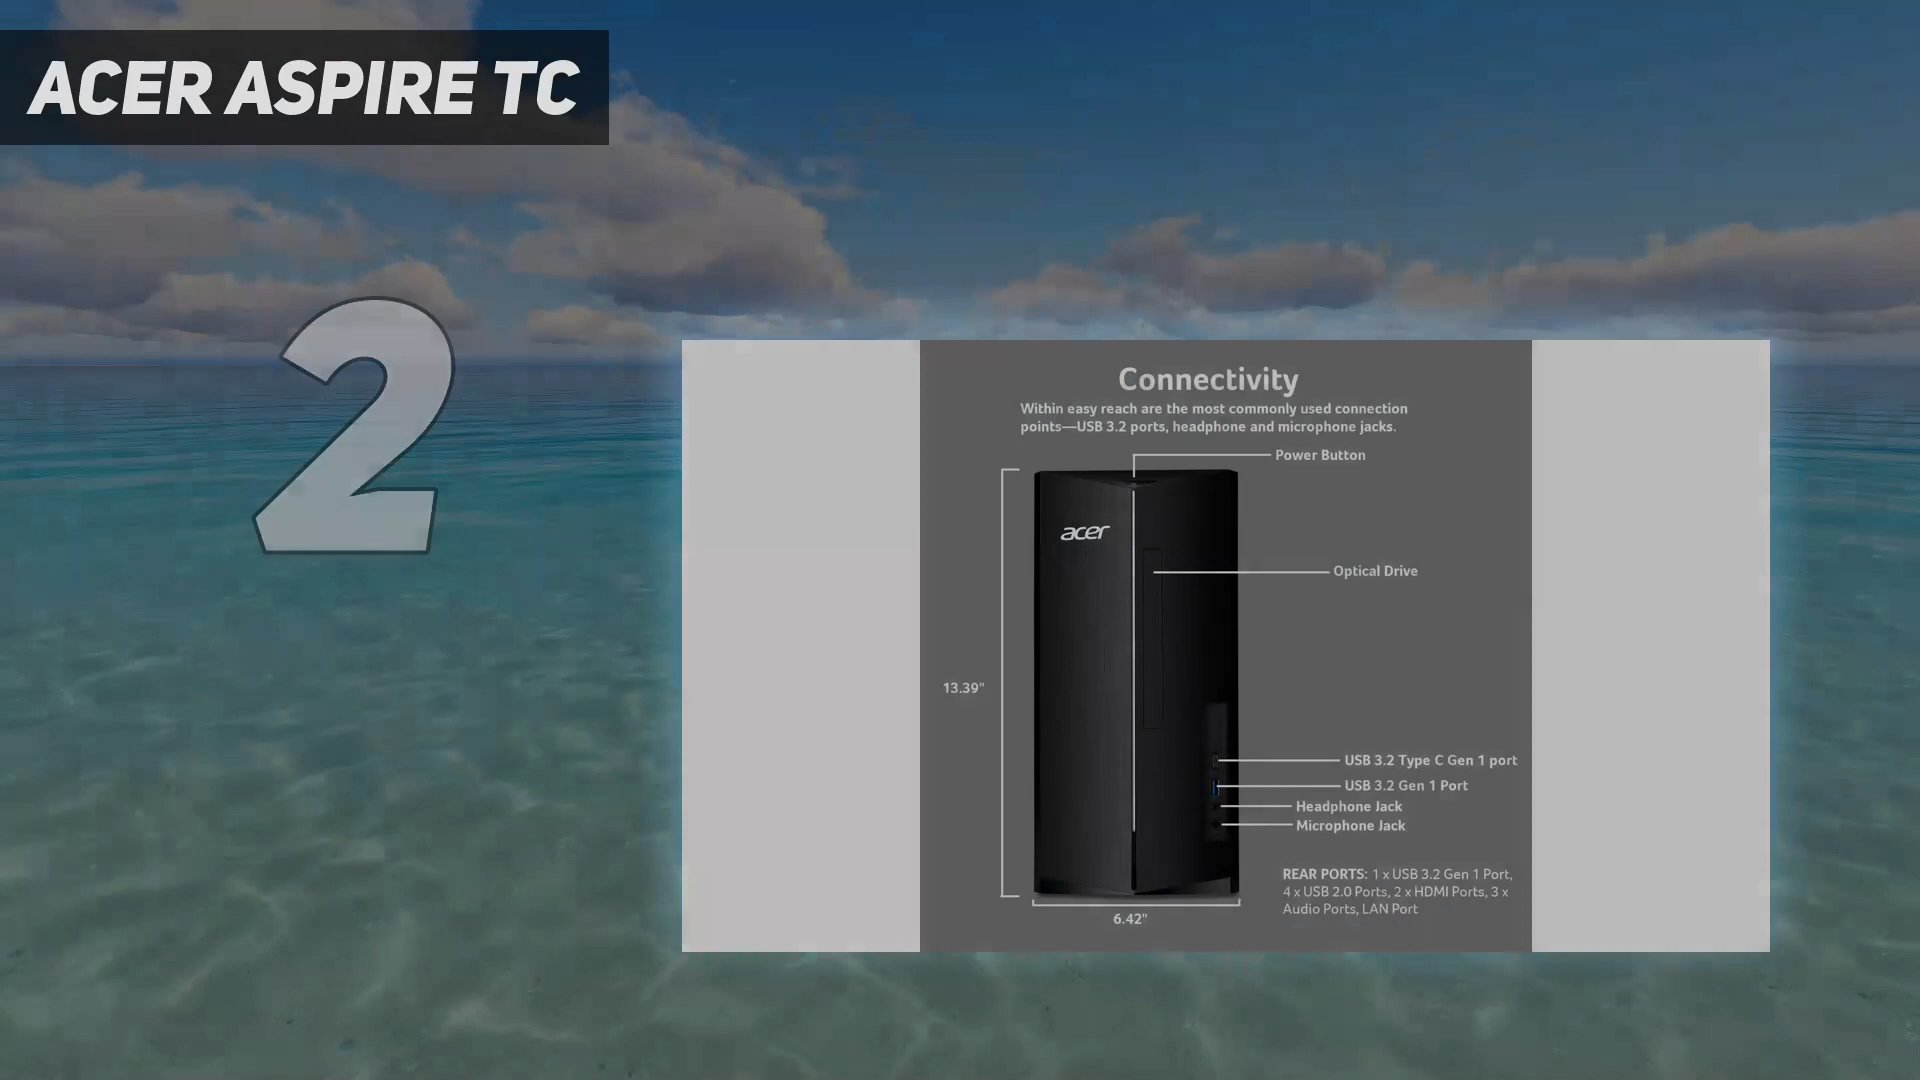 ACER ASPIRE TC
2
Connectivity
Within easy reach are the most commonly used connection
points—USB 3.2 ports, headphone and microphone jacks.
Power Button
acer
Optical Drive
13.39"
USB 3.2 Type C Gen 1 port
USB 3.2 Gen 1 Port
Headphone Jack
Microphone Jack
REAR PORTS: 1 x USB 3.2 Gen 1 Port,
4 x USB 2.0 Ports, 2 x HDMI Ports, 3 x
Audio Ports, LAN Port
6.42"